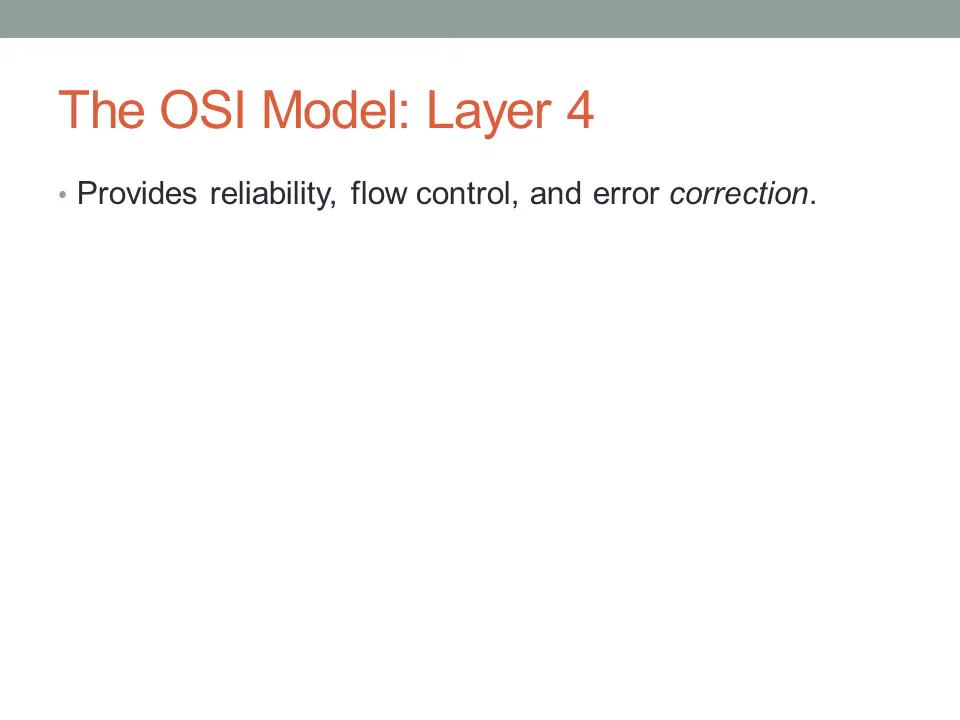 The OSI Model: Layer 4
• Provides reliability, flow control, and error correction.